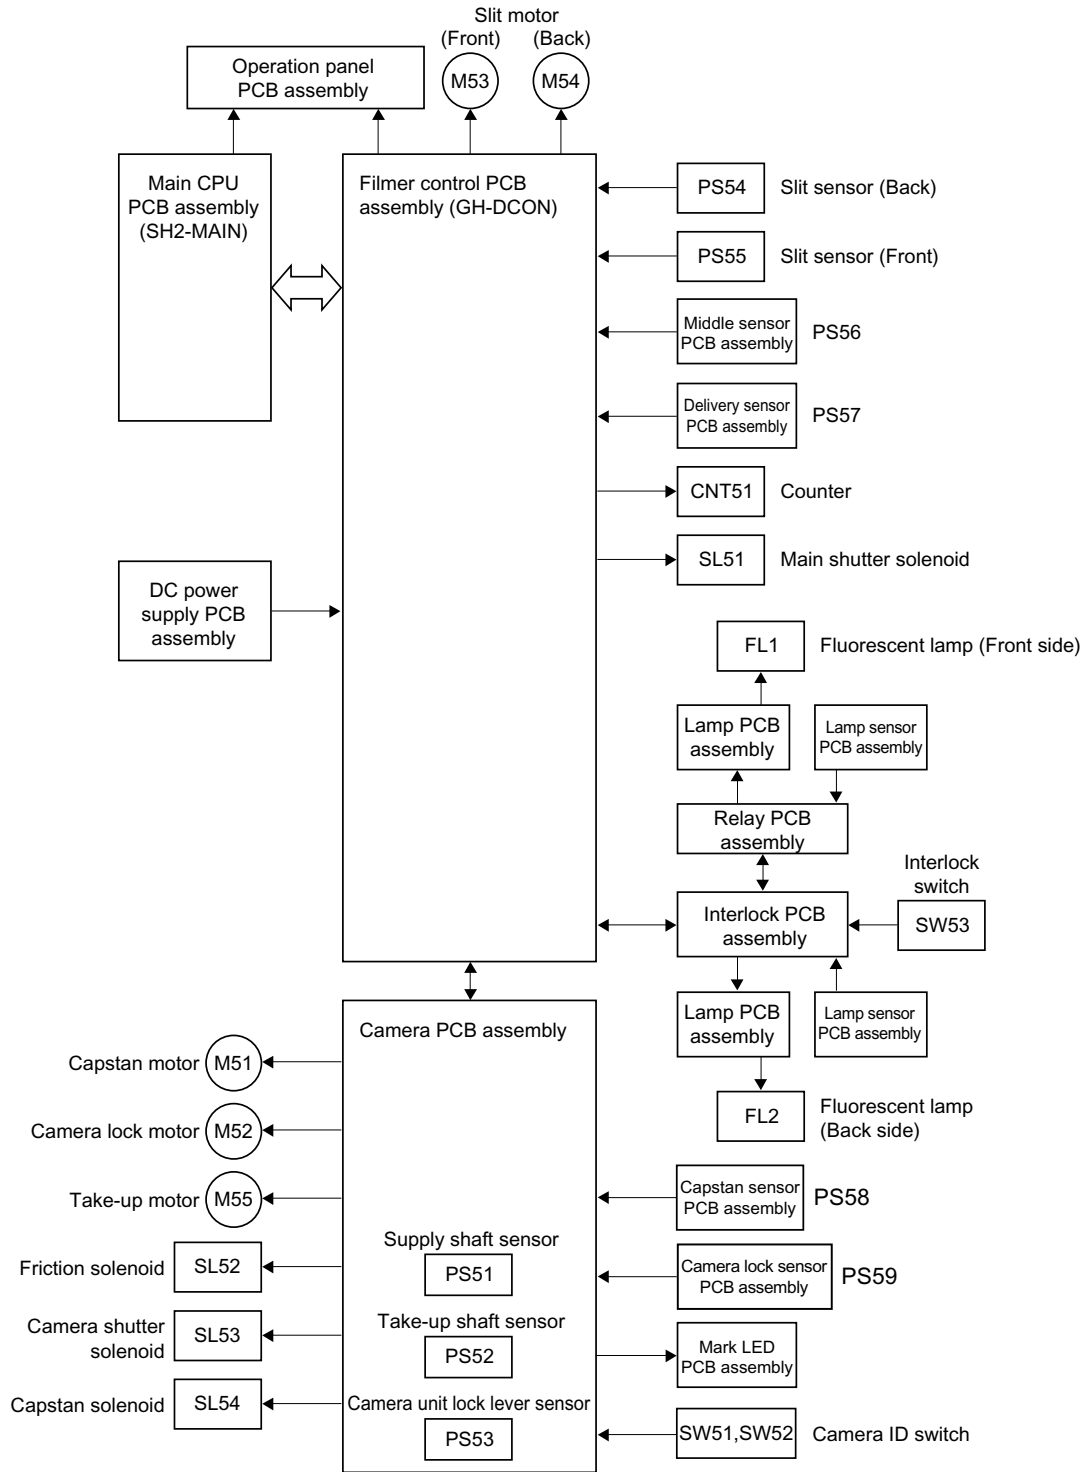 Slit motor
(Front)
(Back)
Operation panel
PCB assembly
M53
M54
Main CPU
PCB assembly
(SH2-MAIN)
Filmer control PCB
assembly (GH-DCON)
PS54
Slit sensor (Back)
PS55
Slit sensor (Front)
Middle sensor
PCB assembly
PS56
Delivery sensor
PCB assembly
PS57
CNT51
Counter
SL51
Main shutter solenoid
DC power
supply PCB
assembly
FL1
Fluorescent lamp (Front side)
Lamp PCB
assembly
Lamp sensor
PCB assembly
Relay PCB
assembly
Interlock
switch
Interlock PCB
assembly
SW53
Lamp PCB
assembly
Lamp sensor
PCB assembly
FL2
Fluorescent lamp
(Back side)
Camera PCB assembly
Capstan motor
M51
Camera lock motor
M52
Take-up motor
M55
Capstan sensor
PCB assembly
PS58
Friction solenoid
SL52
Supply shaft sensor
PS51
Camera lock sensor
PCB assembly
PS59
Camera shutter
solenoid
SL53
Take-up shaft sensor
PS52
Mark LED
PCB assembly
Capstan solenoid
SL54
Camera unit lock lever sensor
PS53
SW51,SW52
Camera ID switch